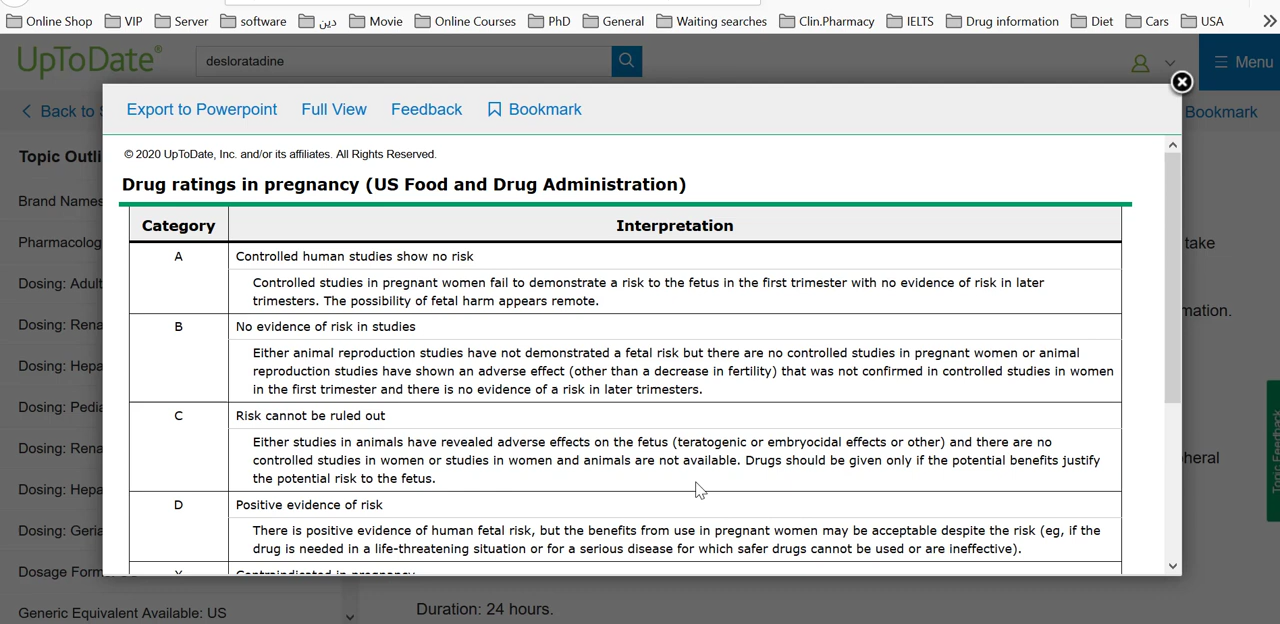 Online Shop VIP Server software دین Movie Online Courses PhD General Waiting searches Clin.Pharmacy IELTS Drug information Diet Cars USA
UpToDate®
desloratadine
Menu
Back to
Bookmark
Export to Powerpoint Full View Feedback Bookmark
Topic Outli
Brand Names
Pharmacolog
Dosing: Adult
Dosing: Rena
Dosing: Hepa
Dosing: Pedia
Dosing: Rena
Dosing: Hepa
Dosing: Geria
Dosage Form
Generic Equivalent Available: US
© 2020 UpToDate, Inc. and/or its affiliates. All Rights Reserved.
Drug ratings in pregnancy (US Food and Drug Administration)
Category Interpretation
A Controlled human studies show no risk
Controlled studies in pregnant women fail to demonstrate a risk to the fetus in the first trimester with no evidence of risk in later
trimesters. The possibility of fetal harm appears remote.
B No evidence of risk in studies
Either animal reproduction studies have not demonstrated a fetal risk but there are no controlled studies in pregnant women or animal
reproduction studies have shown an adverse effect (other than a decrease in fertility) that was not confirmed in controlled studies in women
in the first trimester and there is no evidence of a risk in later trimesters.
C Risk cannot be ruled out
Either studies in animals have revealed adverse effects on the fetus (teratogenic or embryocidal effects or other) and there are no
controlled studies in women or studies in women and animals are not available. Drugs should be given only if the potential benefits justify
the potential risk to the fetus.
D Positive evidence of risk
There is positive evidence of human fetal risk, but the benefits from use in pregnant women may be acceptable despite the risk (eg, if the
drug is needed in a life-threatening situation or for a serious disease for which safer drugs cannot be used or are ineffective).
X Contraindicated in pregnancy
take
mation.
heral
Topic Feedback
Duration: 24 hours.